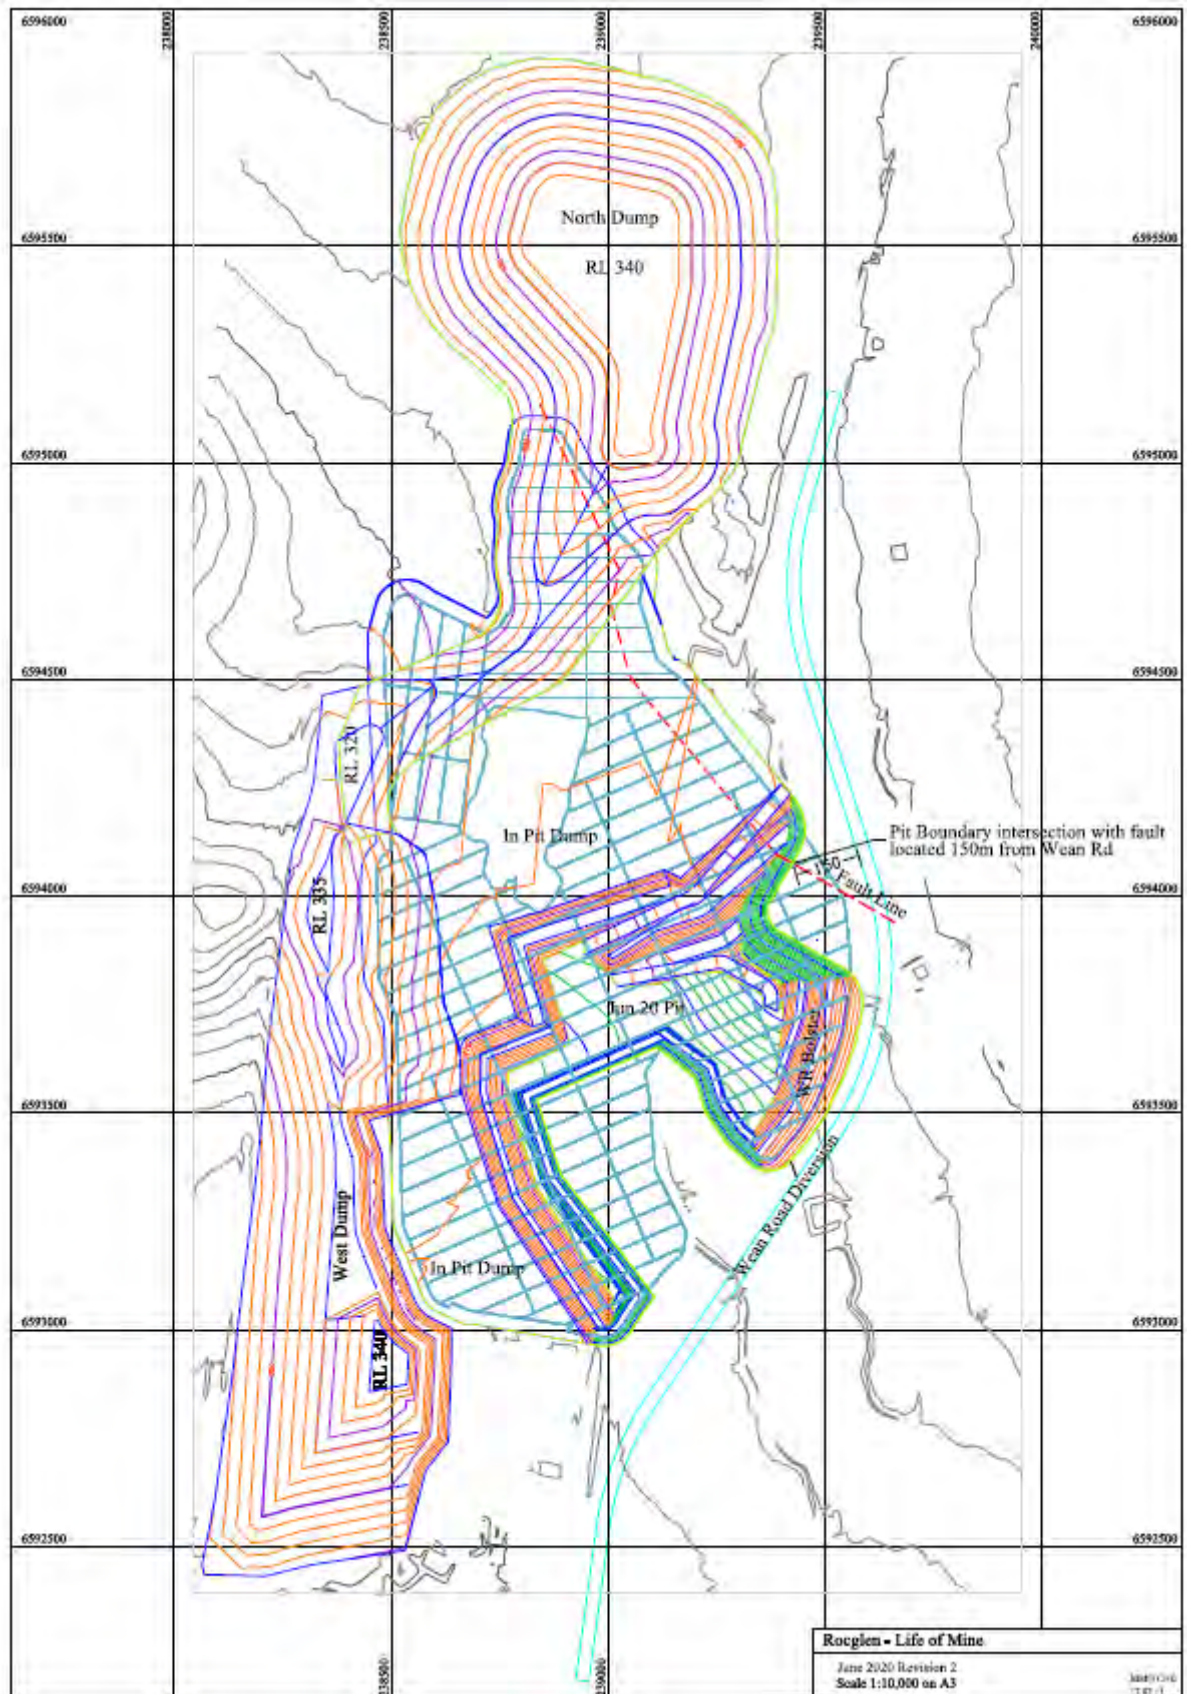 6596000
238000
238500
239000
239500
240000
6596000
North Dump
6595500
6595500
RL 340
6595000
6595000
6594500
6594500
RL 320
In Pit Dump
Pit Boundary intersection with fault
located 150m from Wean Rd
150
Fault Line
RL 335
6594000
6594000
Jun 20 Pit
WR Bolster
6593500
6593500
Wean Road Diversion
West Dump
In Pit Dump
6593000
6593000
RL 340
6592500
6592500
238500
239000
Rocglen - Life of Mine
June 2020 Revision 2
Scale 1:10,000 on A3